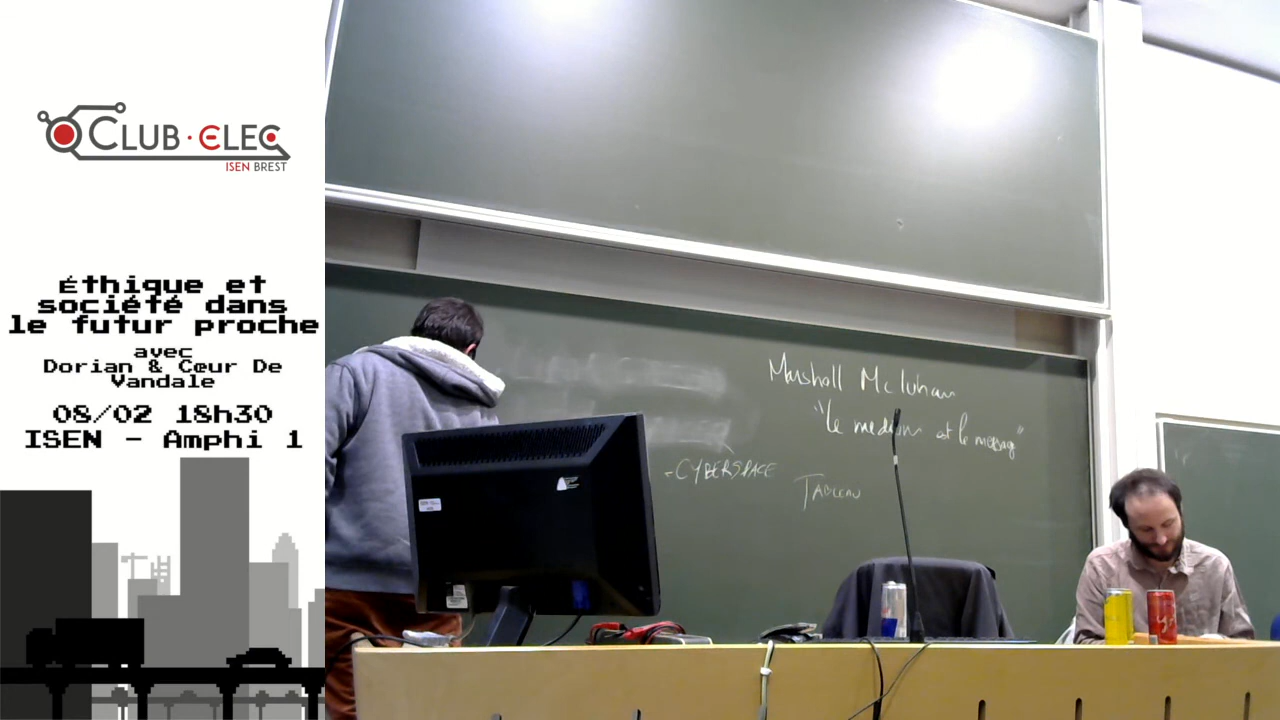 CLUB·ELEC
ISEN BREST
Éthique et
société dans
le futur proche
avec
Dorian & Cœur De
Vandale
08/02 18h30
ISEN - Amphi 1
Marshall McLuhan
"le medium est le message"
-CYBERSPACE
TABLEAU